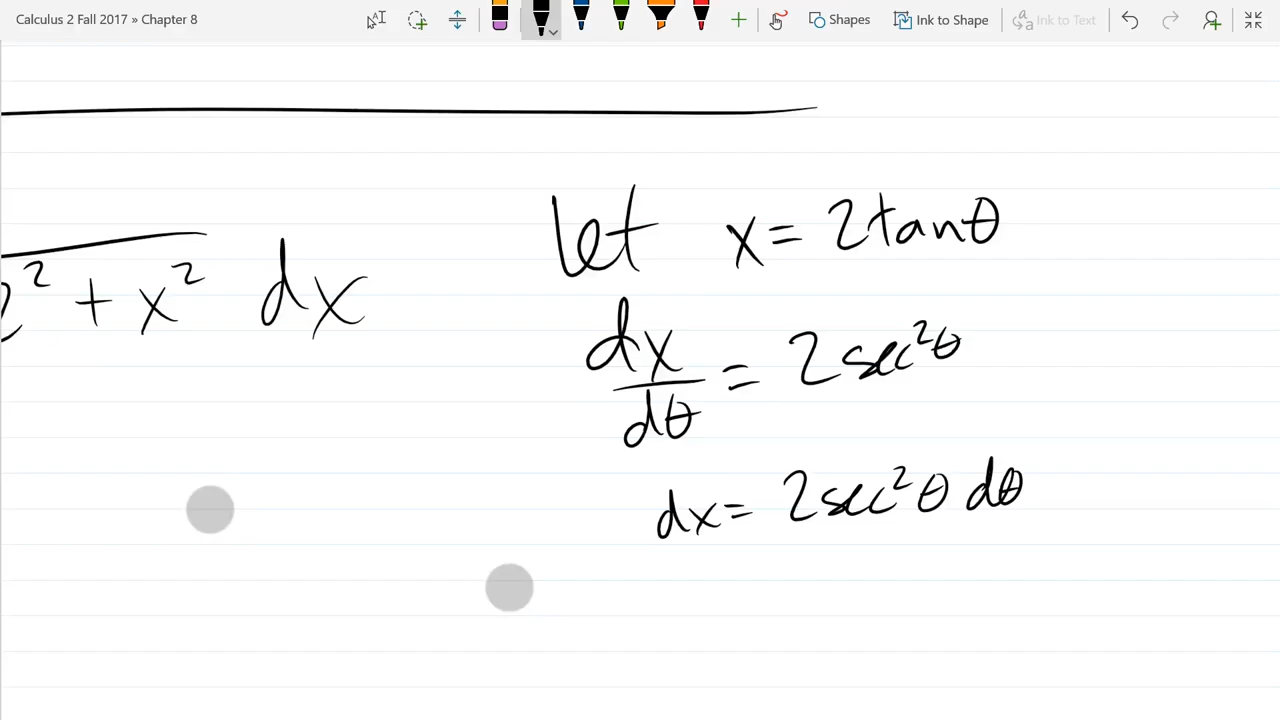 Calculus 2 Fall 2017 » Chapter 8
Shapes
Ink to Shape
Ink to Text
let x = 2tanθ
2² + x² dx
dx/dθ = 2sec²θ
dx = 2sec²θ dθ